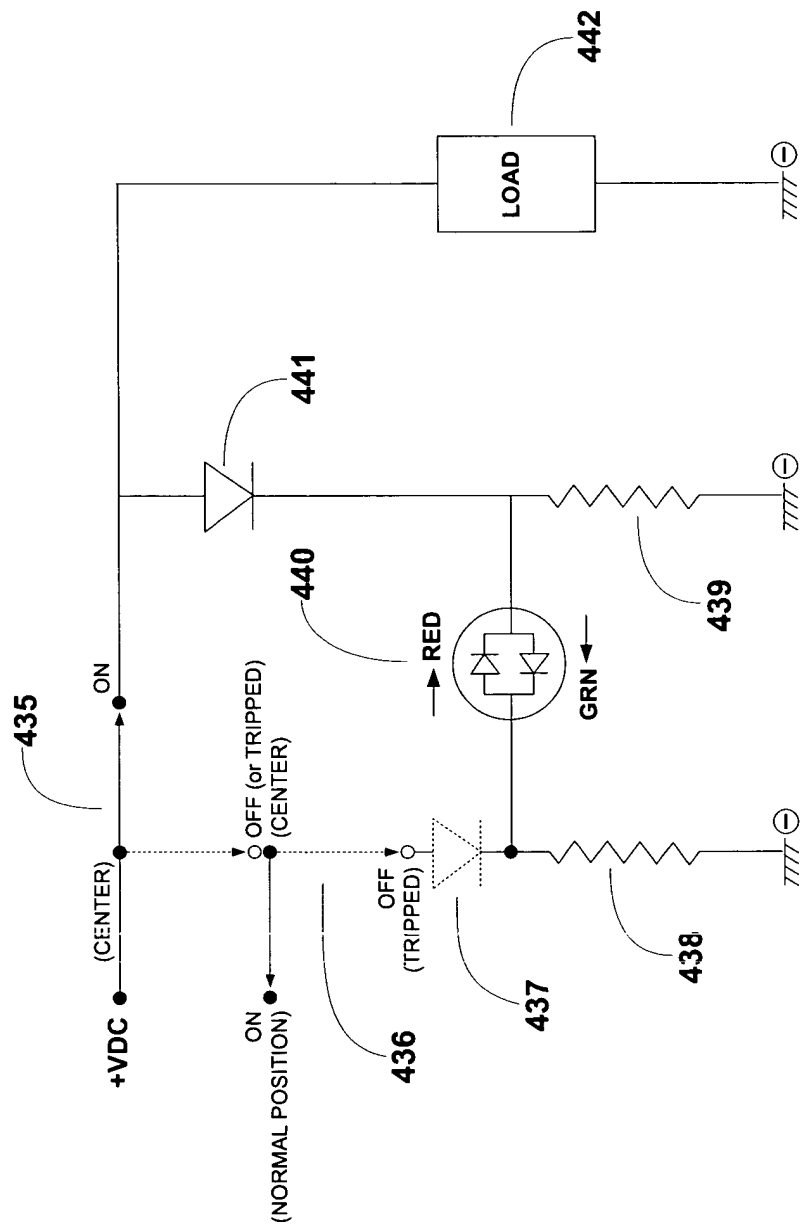 +VDC
(CENTER)
435
ON
ON
(NORMAL POSITION)
OFF (or TRIPPED)
(CENTER)
436
OFF
(TRIPPED)
437
438
440
RED
GRN
441
439
LOAD
442